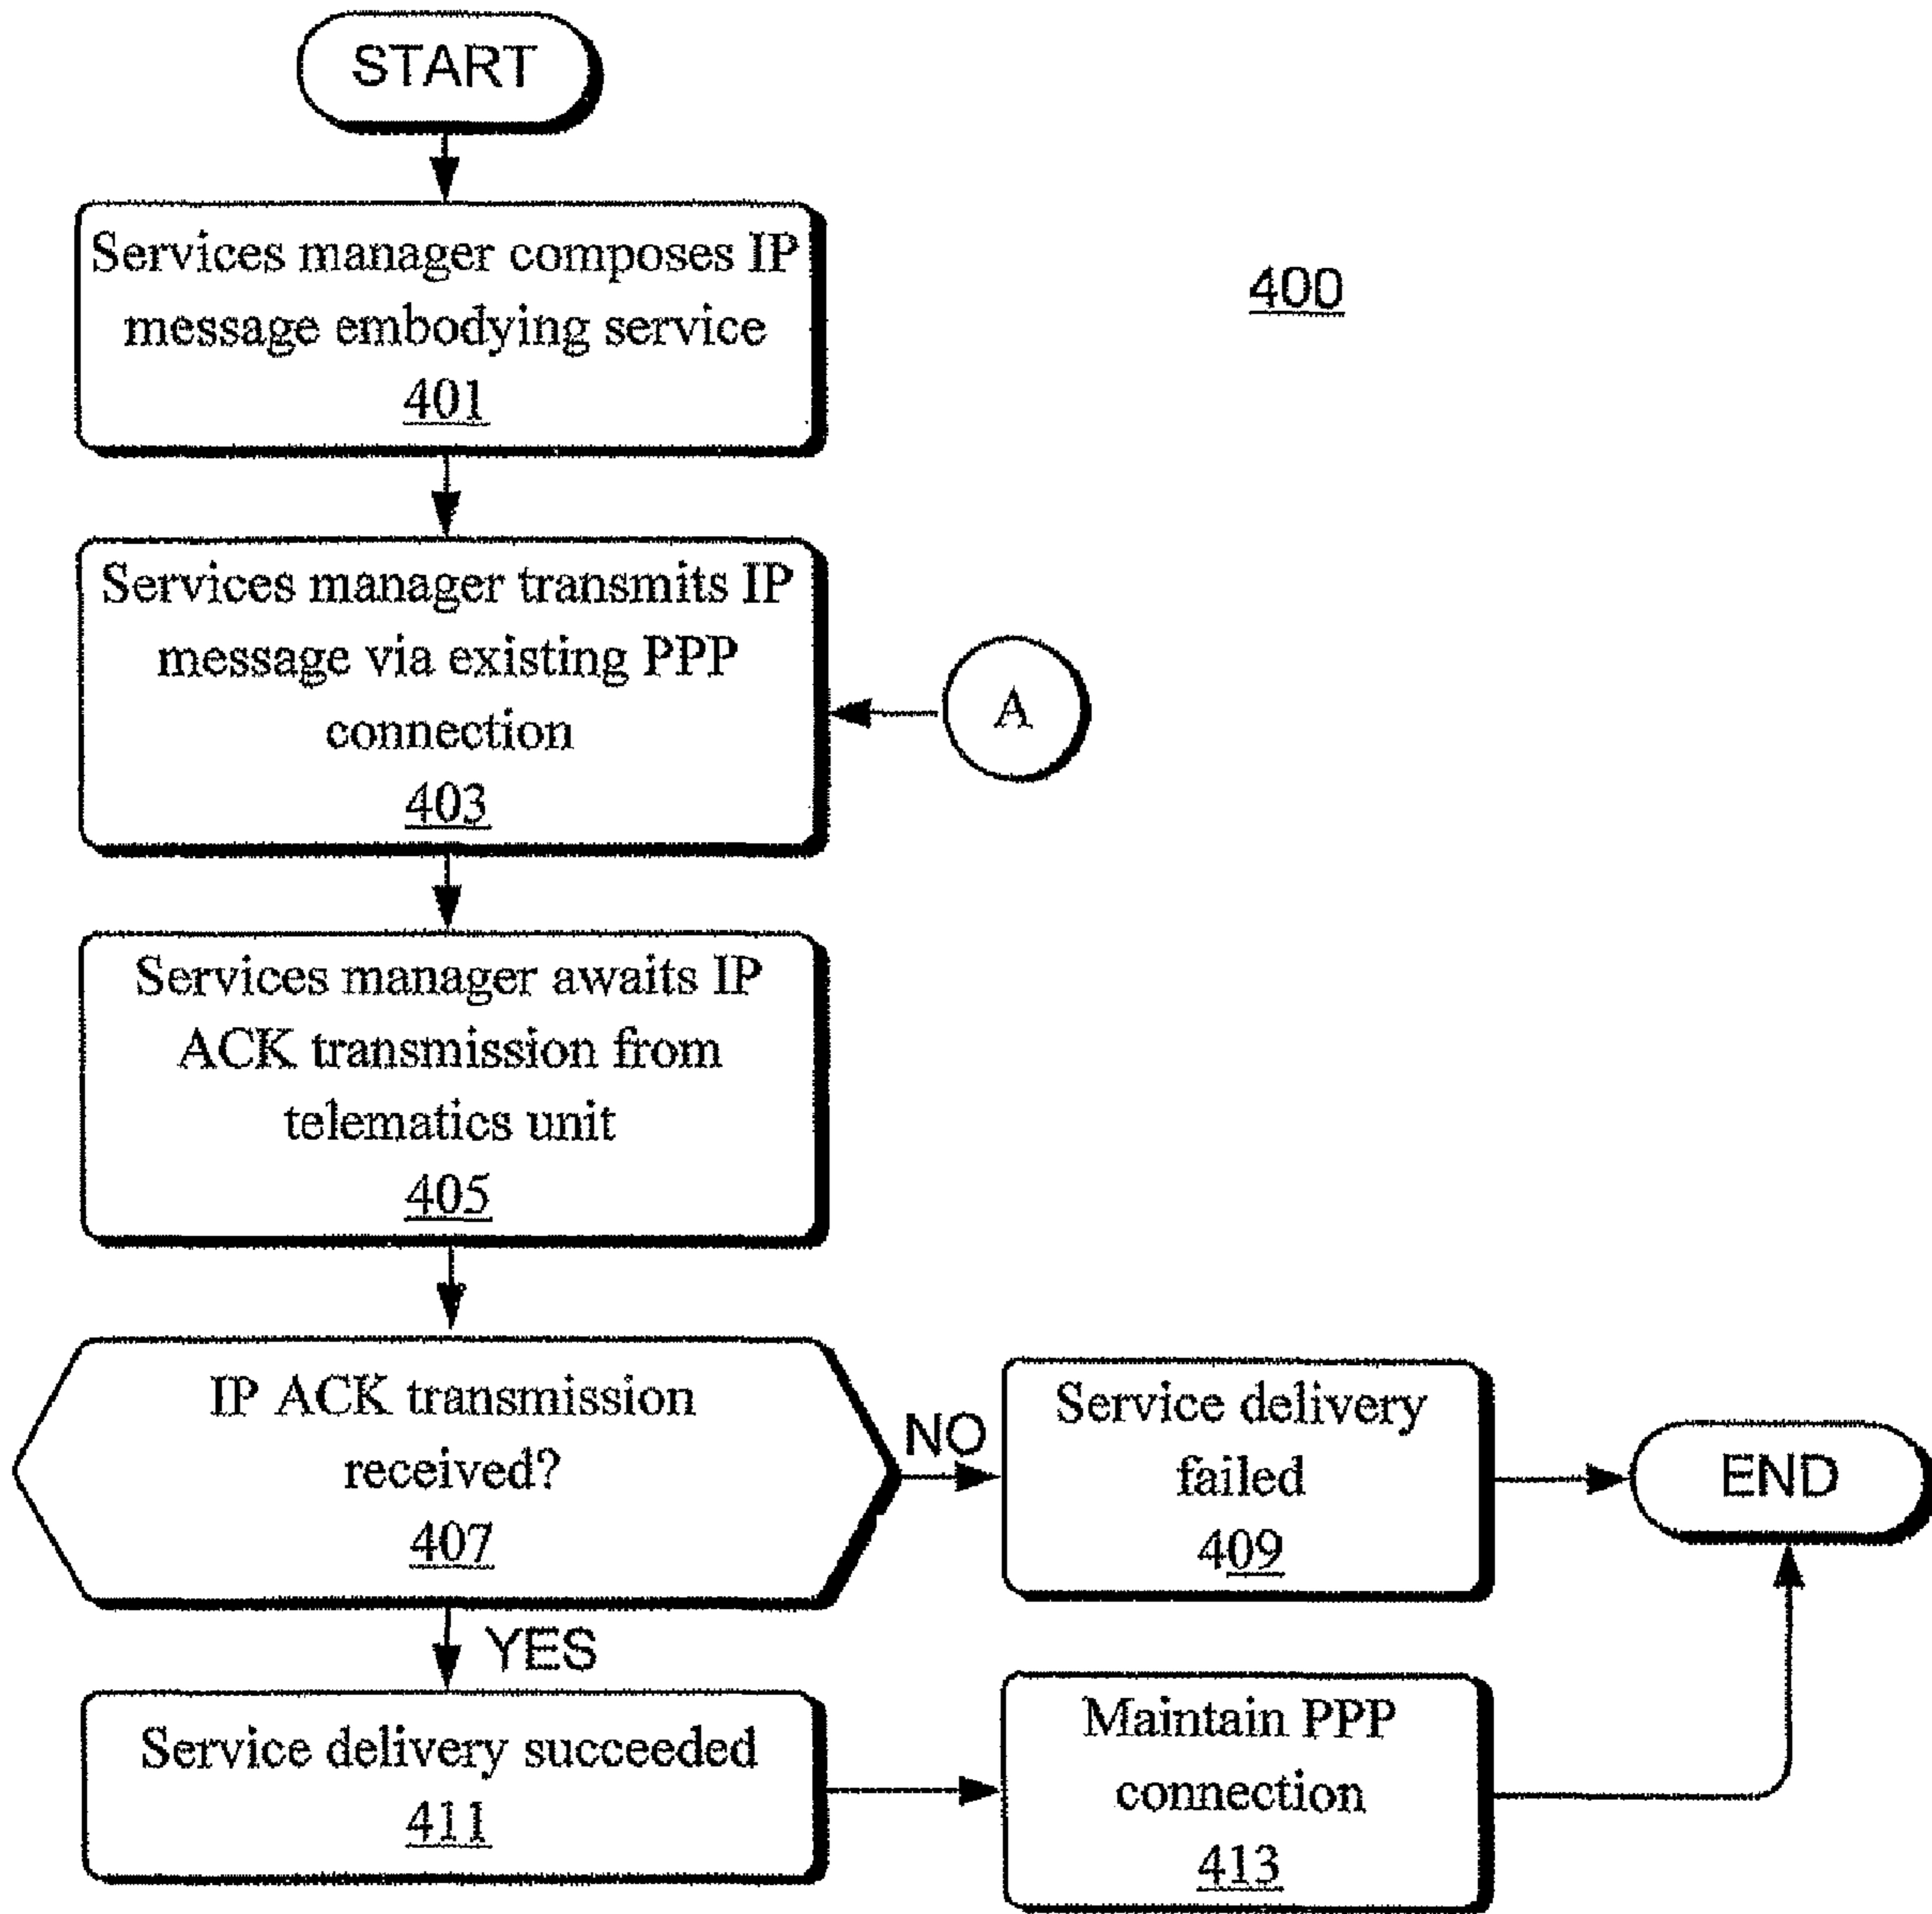 START
Services manager composes IP
message embodying service
401
400
Services manager transmits IP
message via existing PPP
connection
403
A
Services manager awaits IP
ACK transmission from
telematics unit
405
IP ACK transmission
received?
407
NO
Service delivery
failed
409
END
YES
Service delivery succeeded
411
Maintain PPP
connection
413